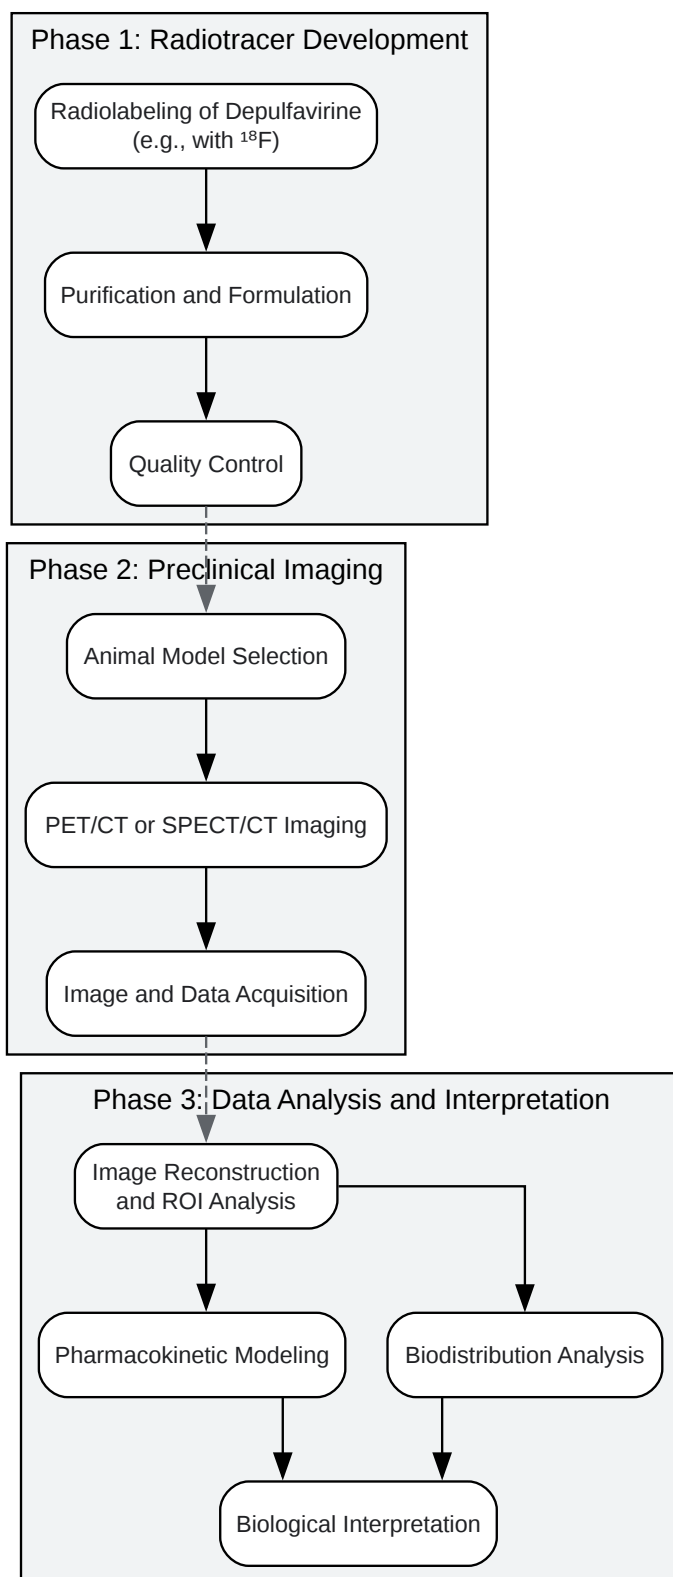 Phase 1: Radiotracer Development
Radiolabeling of Depulfavirine
(e.g., with ¹⁸F)
Purification and Formulation
Quality Control
Phase 2: Preclinical Imaging
Animal Model Selection
PET/CT or SPECT/CT Imaging
Image and Data Acquisition
Phase 3: Data Analysis and Interpretation
Image Reconstruction
and ROI Analysis
Pharmacokinetic Modeling
Biodistribution Analysis
Biological Interpretation